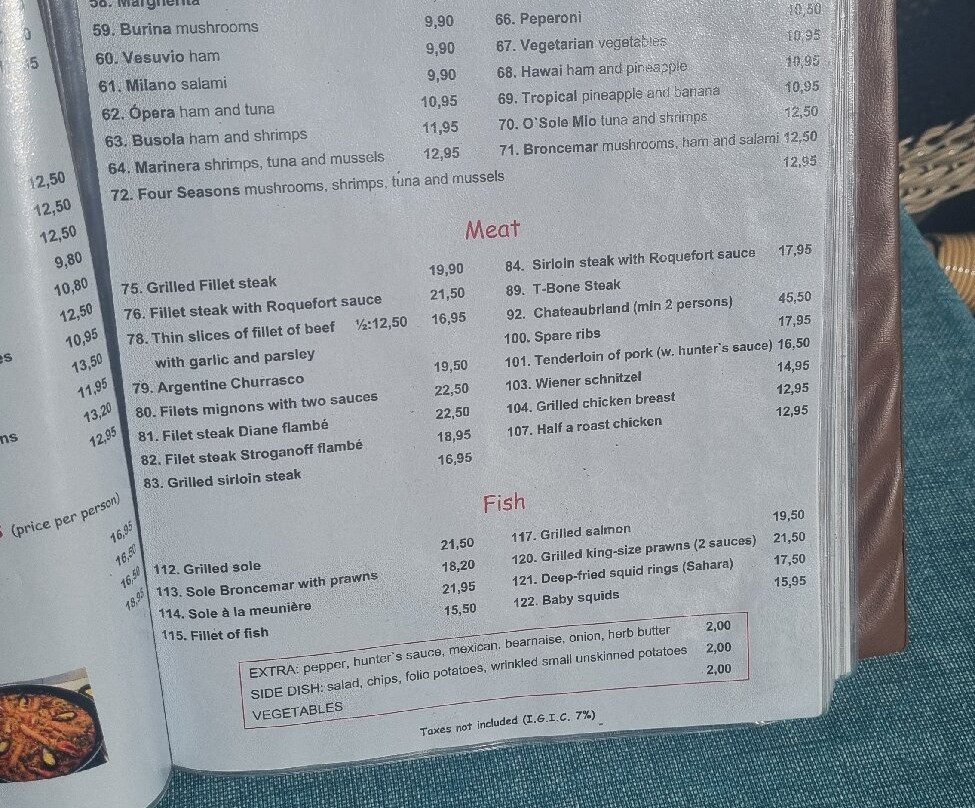 12,50
12,50
12,50
9,80
10,80
12,50
10,95
13,50
11,95
13,20
12,95
(price per person)
16,95
16,50
16,50
18,95
58. Margherita
59. Burina mushrooms 9,90
60. Vesuvio ham 9,90
61. Milano salami 9,90
62. Ópera ham and tuna 10,95
63. Busola ham and shrimps 11,95
64. Marinera shrimps, tuna and mussels 12,95
66. Peperoni 10,50
67. Vegetarian vegetables 10,95
68. Hawai ham and pineapple 10,95
69. Tropical pineapple and banana 10,95
70. O`Sole Mio tuna and shrimps 12,50
71. Broncemar mushrooms, ham and salami 12,50
72. Four Seasons mushrooms, shrimps, tuna and mussels 12,95
Meat
75. Grilled Fillet steak 19,90
76. Fillet steak with Roquefort sauce 21,50
78. Thin slices of fillet of beef ½:12,50 16,95
with garlic and parsley
79. Argentine Churrasco 19,50
80. Filets mignons with two sauces 22,50
81. Filet steak Diane flambé 22,50
82. Filet steak Stroganoff flambé 18,95
83. Grilled sirloin steak 16,95
84. Sirloin steak with Roquefort sauce 17,95
89. T-Bone Steak
92. Chateaubriand (min 2 persons) 45,50
100. Spare ribs 17,95
101. Tenderloin of pork (w. hunter`s sauce) 16,50
103. Wiener schnitzel 14,95
104. Grilled chicken breast 12,95
107. Half a roast chicken 12,95
Fish
112. Grilled sole 21,50
113. Sole Broncemar with prawns 18,20
114. Sole à la meunière 21,95
115. Fillet of fish 15,50
117. Grilled salmon 19,50
120. Grilled king-size prawns (2 sauces) 21,50
121. Deep-fried squid rings (Sahara) 17,50
122. Baby squids 15,95
EXTRA: pepper, hunter`s sauce, mexican, bearnaise, onion, herb butter 2,00
SIDE DISH: salad, chips, folio potatoes, wrinkled small unskinned potatoes 2,00
VEGETABLES 2,00
Taxes not included (I.G.I.C. 7%)